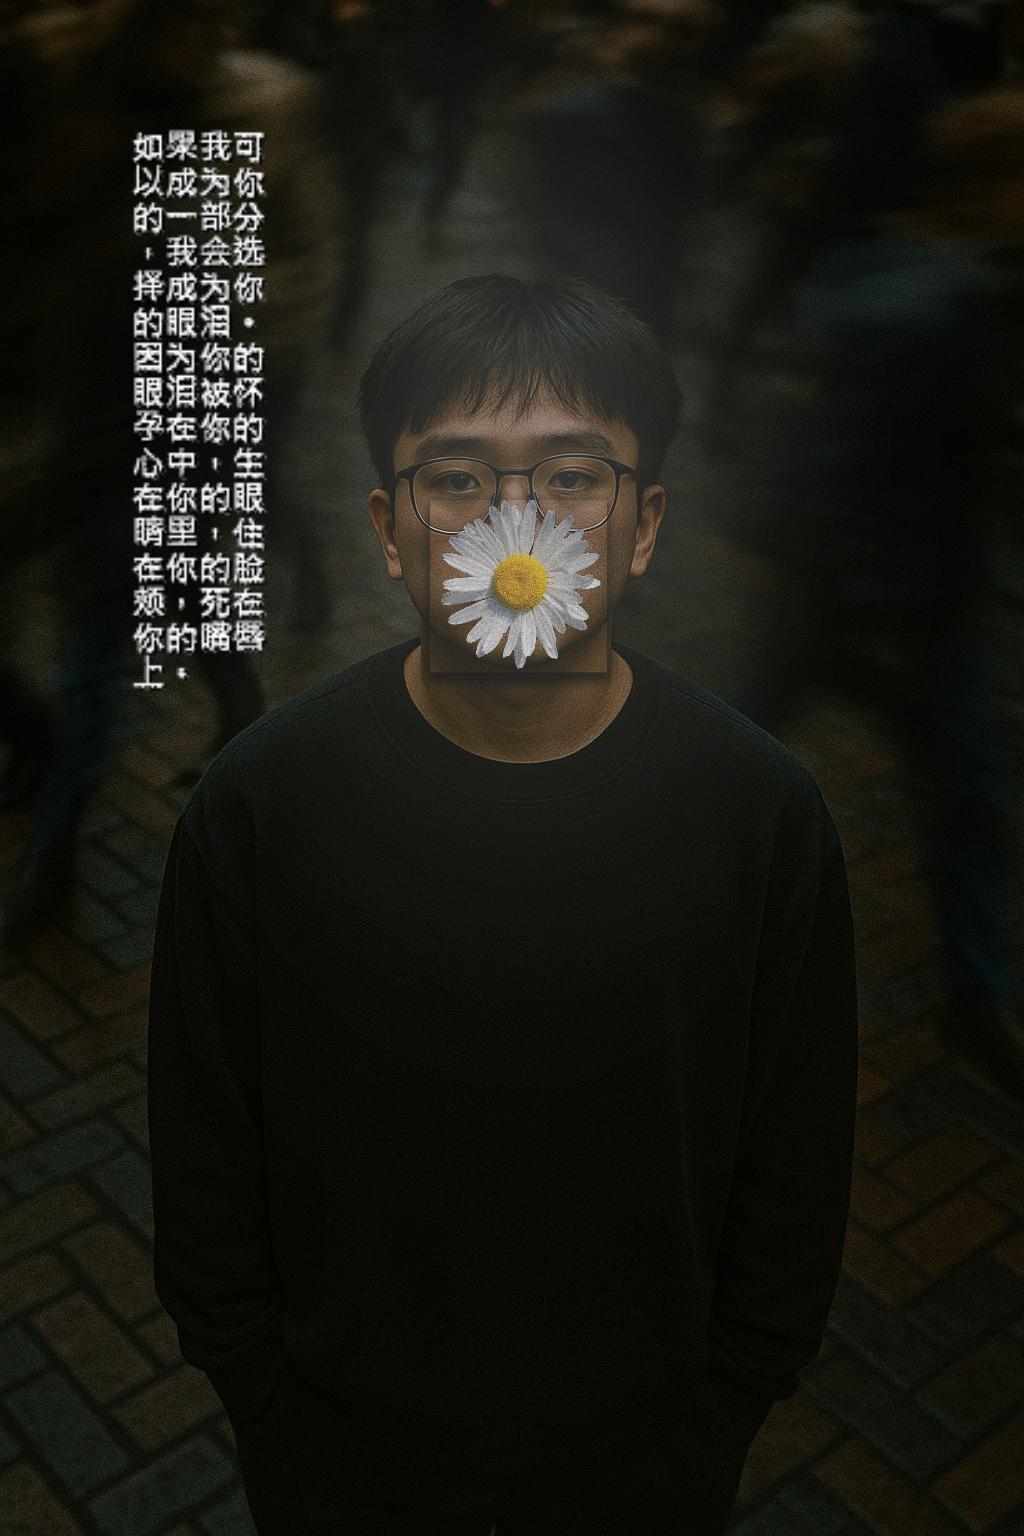 如果我可
以成为你
的一部分
，我会选
择成为你
的眼泪。
因为你的
眼泪被怀
孕在你的
心中，生
在你的眼
睛里，住
在你的脸
颊，死在
你的嘴唇
上。